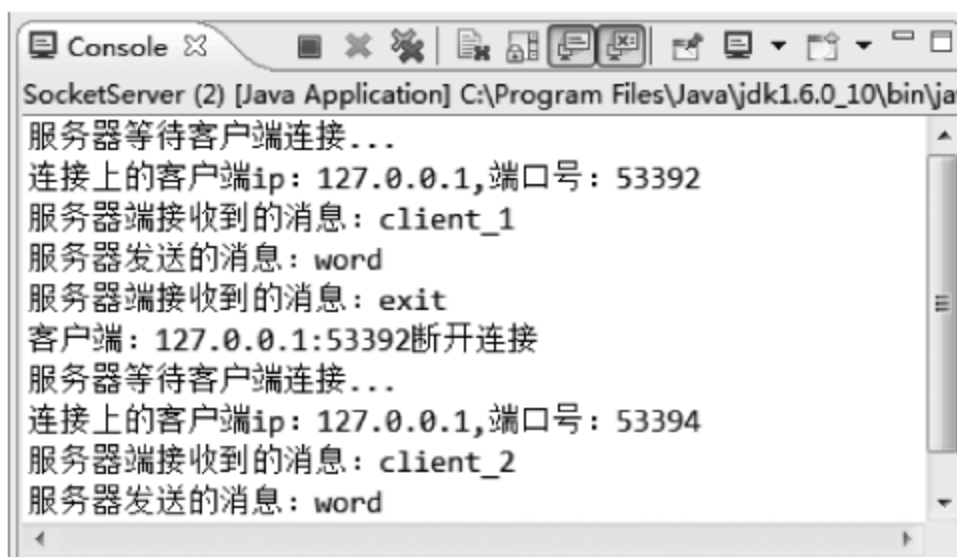 Console
SocketServer (2) [Java Application] C:\Program Files\Java\jdk1.6.0_10\bin\ja
服务器等待客户端连接...
连接上的客户端ip：127.0.0.1,端口号：53392
服务器端接收到的消息：client_1
服务器发送的消息：word
服务器端接收到的消息：exit
客户端：127.0.0.1:53392断开连接
服务器等待客户端连接...
连接上的客户端ip：127.0.0.1,端口号：53394
服务器端接收到的消息：client_2
服务器发送的消息：word